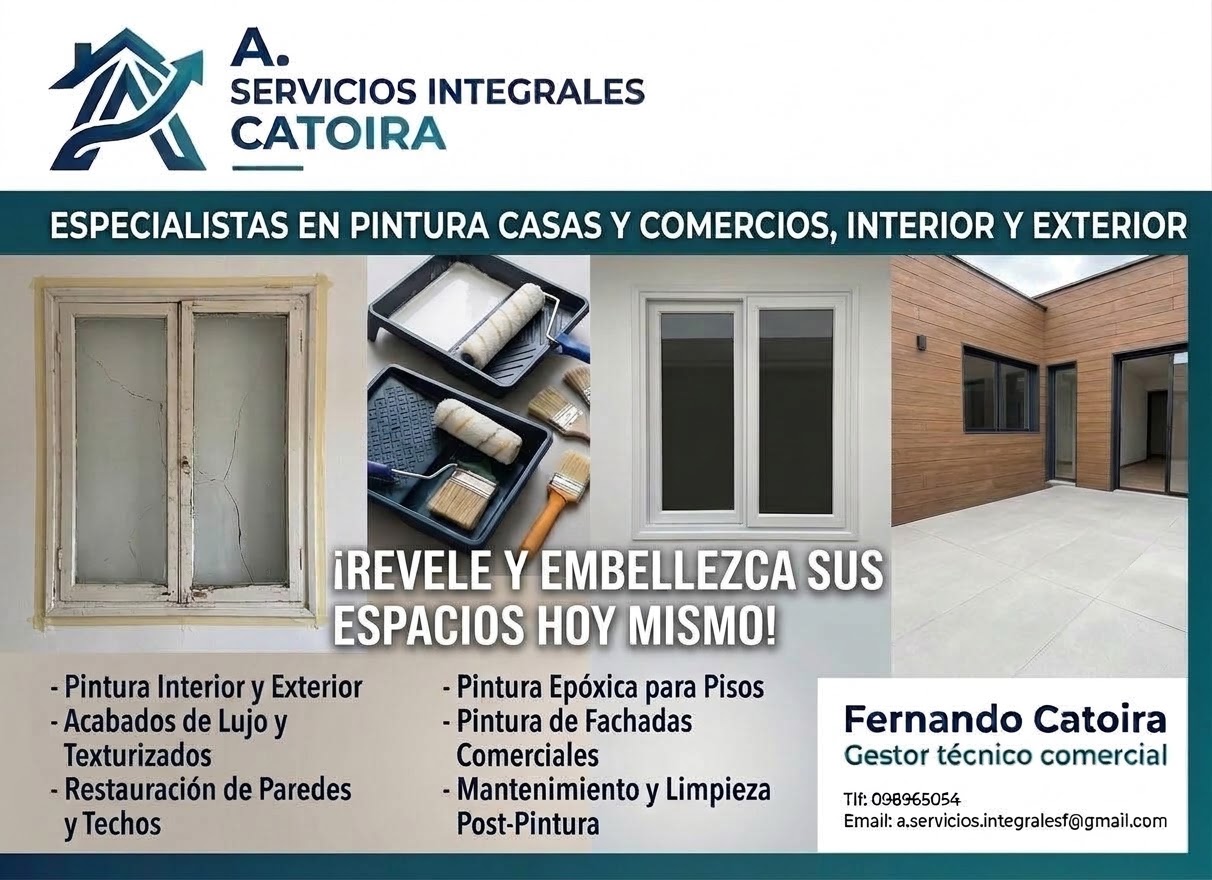 A.
SERVICIOS INTEGRALES
CATOIRA
ESPECIALISTAS EN PINTURA CASAS Y COMERCIOS, INTERIOR Y EXTERIOR
¡REVELE Y EMBELLEZCA SUS
ESPACIOS HOY MISMO!
- Pintura Interior y Exterior
- Acabados de Lujo y
Texturizados
- Restauración de Paredes
y Techos
- Pintura Epóxica para Pisos
- Pintura de Fachadas
Comerciales
- Mantenimiento y Limpieza
Post-Pintura
Fernando Catoira
Gestor técnico comercial
Tlf: 098965054
Email: a.servicios.integralesf@gmail.com